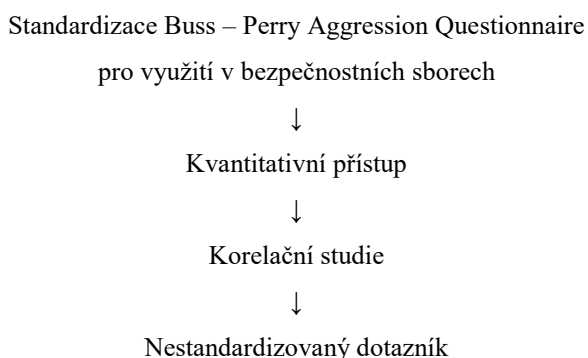 Standardizace Buss – Perry Aggression Questionnaire
pro využití v bezpečnostních sborech
↓
Kvantitativní přístup
↓
Korelační studie
↓
Nestandardizovaný dotazník